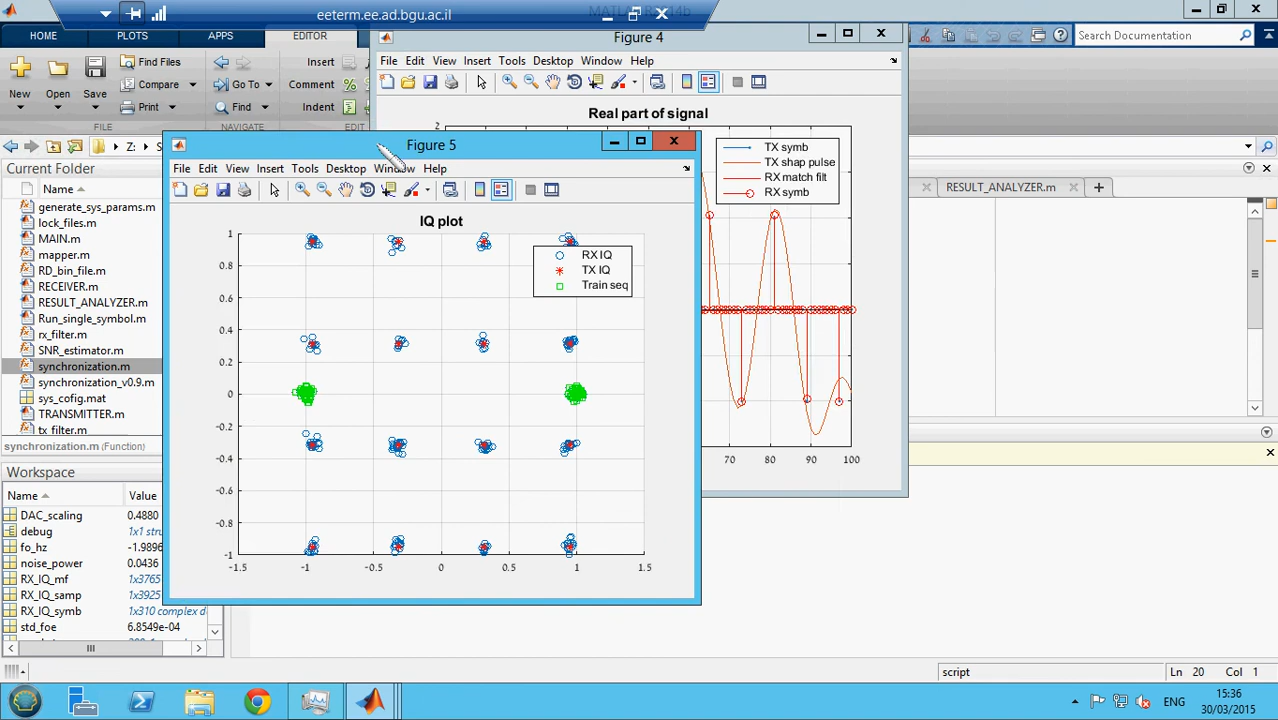 eeterm.ee.ad.bgu.ac.il
HOME PLOTS APPS EDITOR
Search Documentation
New Open Save
Find Files
Compare
Print
Go To
Find
Insert
Comment
Indent
FILE NAVIGATE EDIT
Z:
RESULT_ANALYZER.m
Current Folder
Name
generate_sys_params.m
lock_files.m
MAIN.m
mapper.m
RD_bin_file.m
RECEIVER.m
RESULT_ANALYZER.m
Run_single_symbol.m
rx_filter.m
SNR_estimator.m
synchronization.m
synchronization_v0.9.m
sys_cofig.mat
TRANSMITTER.m
tx_filter.m
synchronization.m (Function)
Workspace
Name Value
DAC_scaling 0.4880
debug 1x1 stru
fo_hz -1.9896
noise_power 0.0436
RX_IQ_mf 1x3765
RX_IQ_samp 1x3925
RX_IQ_symb 1x310 complex d
std_foe 6.8549e-04
Figure 4
File Edit View Insert Tools Desktop Window Help
Real part of signal
2
TX symb
TX shap pulse
RX match filt
RX symb
70 80 90 100
Figure 5
File Edit View Insert Tools Desktop Window Help
IQ plot
RX IQ
TX IQ
Train seq
1
0.8
0.6
0.4
0.2
0
-0.2
-0.4
-0.6
-0.8
-1
-1.5 -1 -0.5 0 0.5 1 1.5
script Ln 20 Col 1
ENG
15:36
30/03/2015